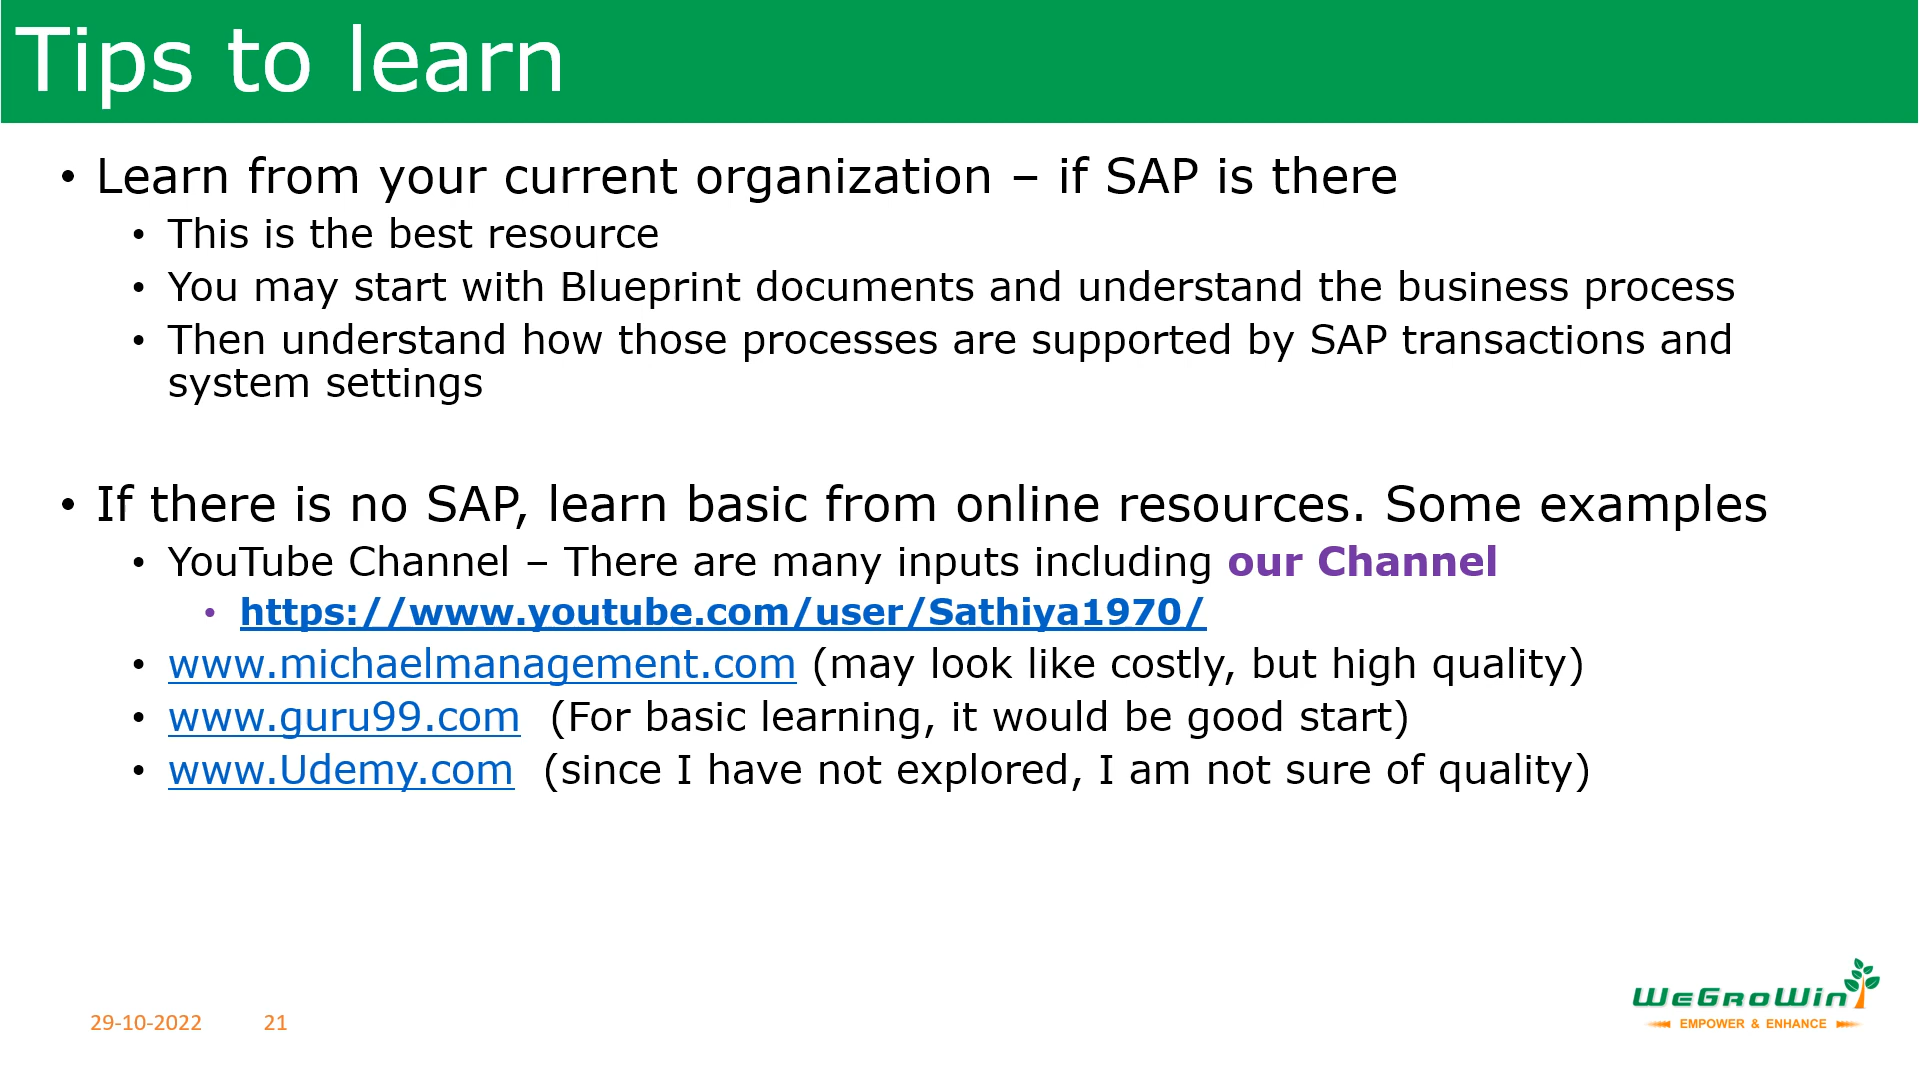 Tips to learn
• Learn from your current organization – if SAP is there
• This is the best resource
• You may start with Blueprint documents and understand the business process
• Then understand how those processes are supported by SAP transactions and
system settings
• If there is no SAP, learn basic from online resources. Some examples
• YouTube Channel – There are many inputs including our Channel
• https://www.youtube.com/user/Sathiya1970/
• www.michaelmanagement.com (may look like costly, but high quality)
• www.guru99.com (For basic learning, it would be good start)
• www.Udemy.com (since I have not explored, I am not sure of quality)
29-10-2022 21
WeGroWin
EMPOWER & ENHANCE